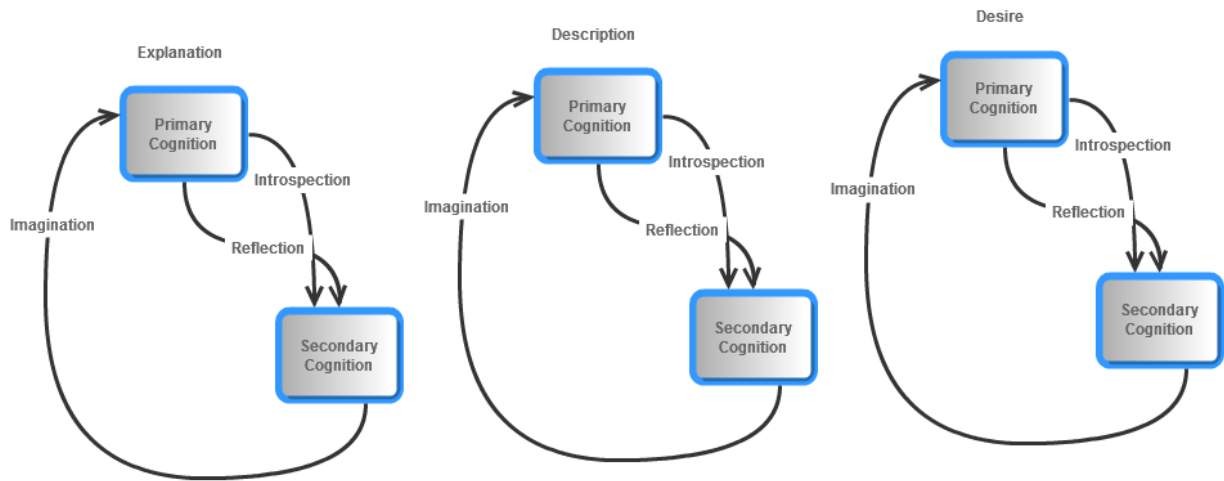 Explanation
Primary
Cognition
Introspection
Imagination
Reflection
Secondary
Cognition
Description
Primary
Cognition
Introspection
Imagination
Reflection
Secondary
Cognition
Desire
Primary
Cognition
Introspection
Imagination
Reflection
Secondary
Cognition